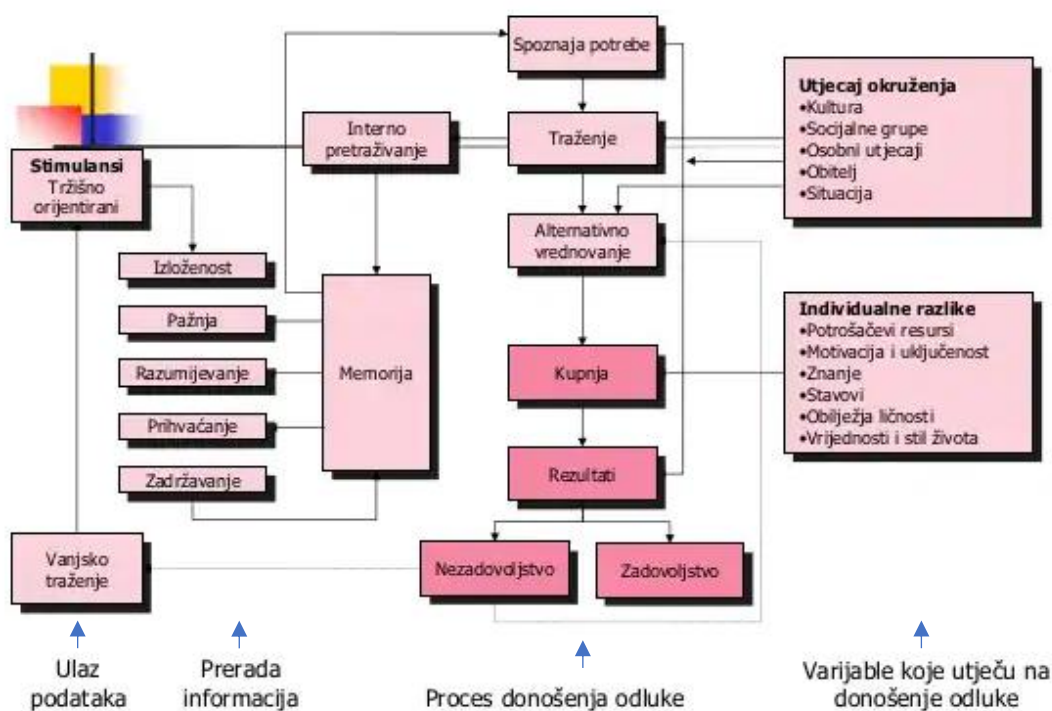 Spoznaja potrebe
Utjecaj okruženja
•Kultura
•Socijalne grupe
•Osobni utjecaji
•Obitelj
•Situacija
Interno
pretraživanje
Traženje
Stimulansi
Tržišno
orijentirani
Alternativno
vrednovanje
Izloženost
Pažnja
Razumijevanje
Prihvaćanje
Zadržavanje
Memorija
Individualne razlike
•Potrošačevi resursi
•Motivacija i uključenost
•Znanje
•Stavovi
•Obilježja ličnosti
•Vrijednosti i stil života
Kupnja
Rezultati
Vanjsko
traženje
Nezadovoljstvo
Zadovoljstvo
Ulaz
podataka
Prerada
informacija
Proces donošenja odluke
Varijable koje utječu na
donošenje odluke